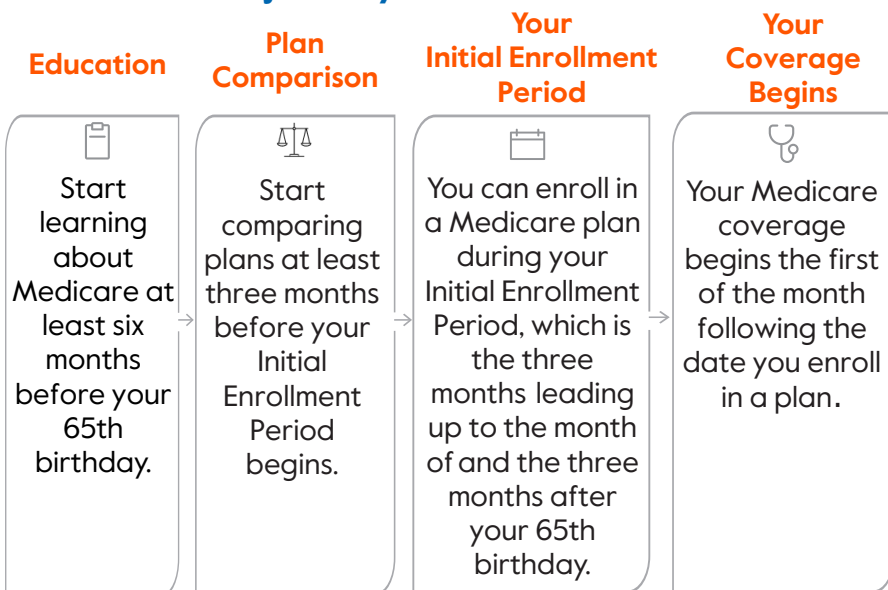 Education
Start
learning
about
Medicare at
least six
months
before your
65th
birthday.
Plan
Comparison
Start
comparing
plans at least
three months
before your
Initial
Enrollment
Period
begins.
Your
Initial Enrollment
Period
You can enroll in
a Medicare plan
during your
Initial Enrollment
Period, which is
the three
months leading
up to the month
of and the three
months after
your 65th
birthday.
Your
Coverage
Begins
Your Medicare
coverage
begins the first
of the month
following the
date you enroll
in a plan.